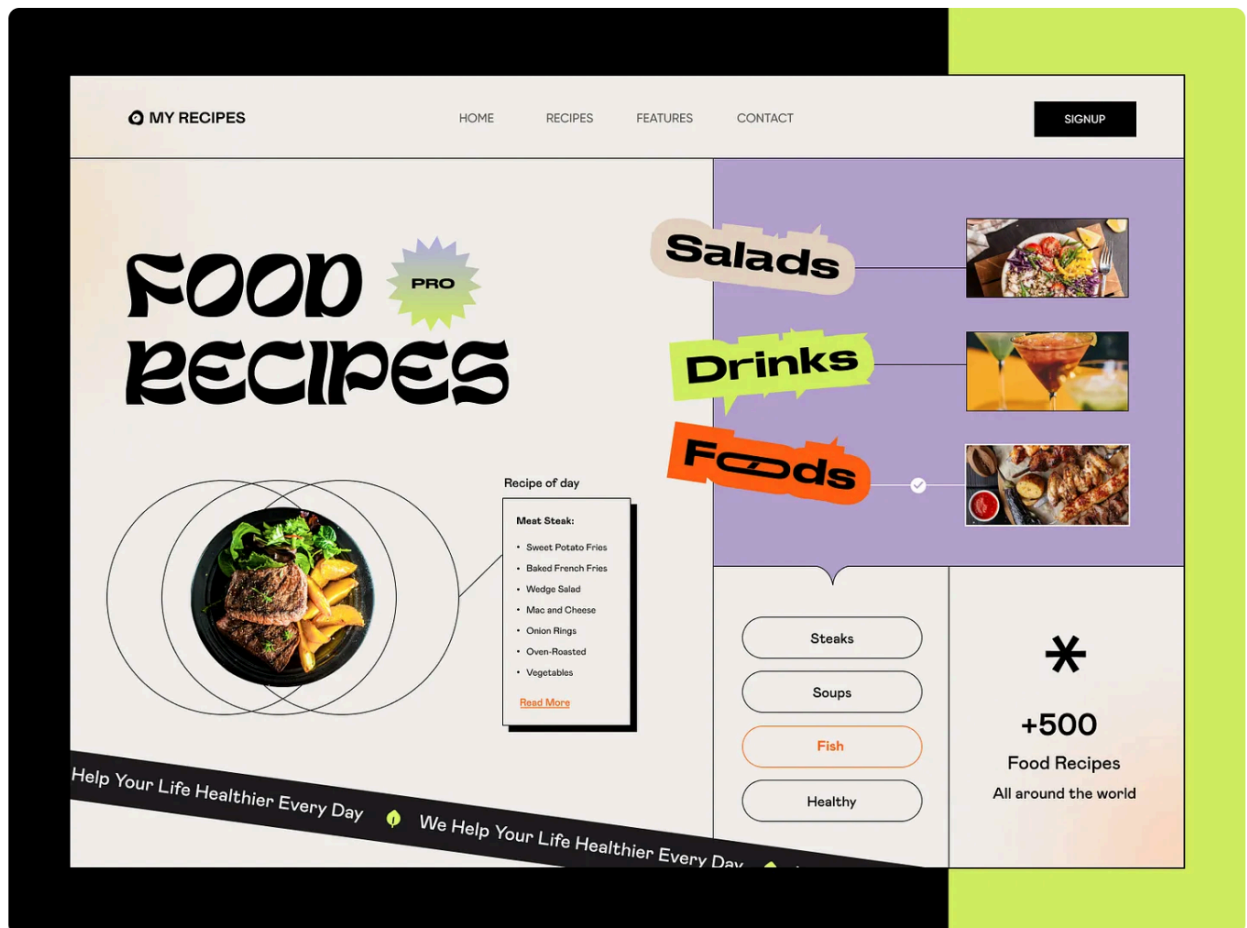 MY RECIPES
HOME
RECIPES
FEATURES
CONTACT
SIGNUP
FOOD
PRO
RECIPES
Salads
Drinks
Foods
Recipe of day
Meat Steak:
• Sweet Potato Fries
• Baked French Fries
• Wedge Salad
• Mac and Cheese
• Onion Rings
• Oven-Roasted
• Vegetables
Read More
Steaks
Soups
Fish
Healthy
+500
Food Recipes
All around the world
Help Your Life Healthier Every Day We Help Your Life Healthier Every Day